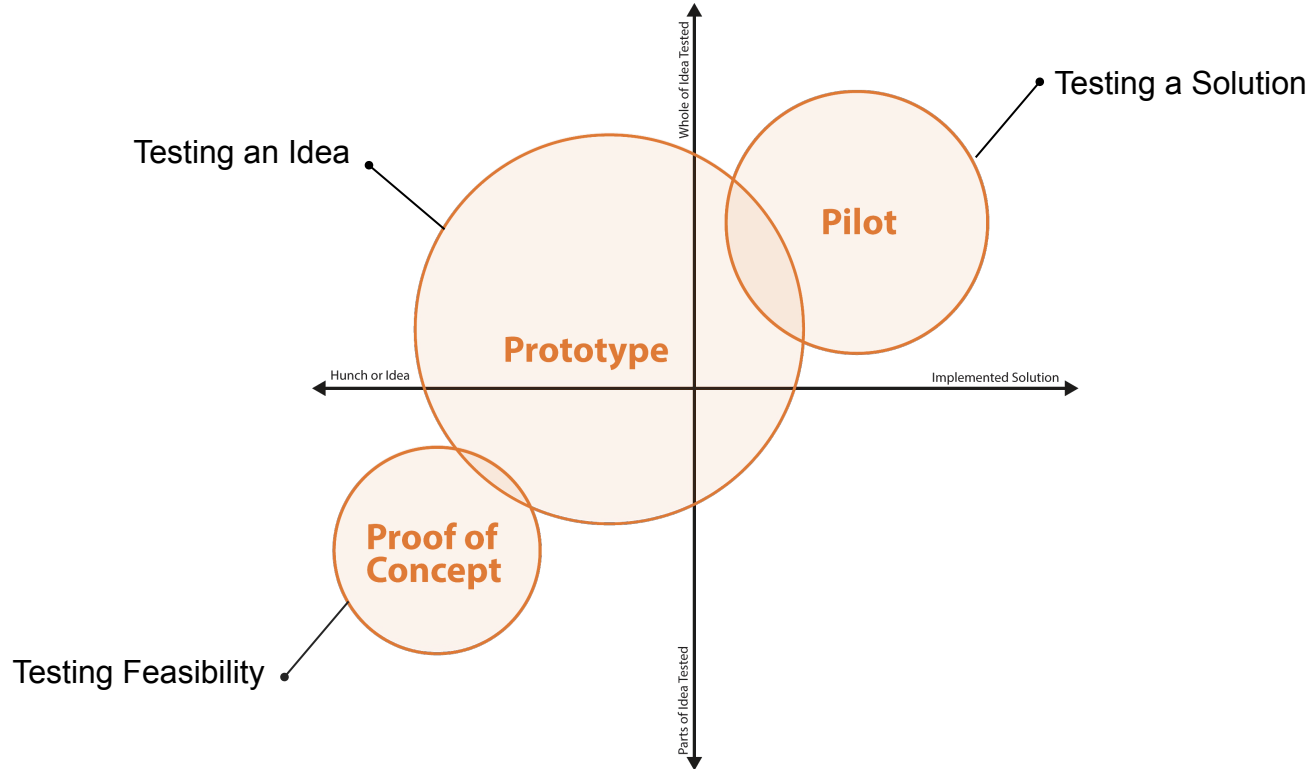 Whole of Idea Tested
Testing a Solution
Testing an Idea
Pilot
Prototype
Hunch or Idea
Implemented Solution
Proof of
Concept
Testing Feasibility
Parts of Idea Tested